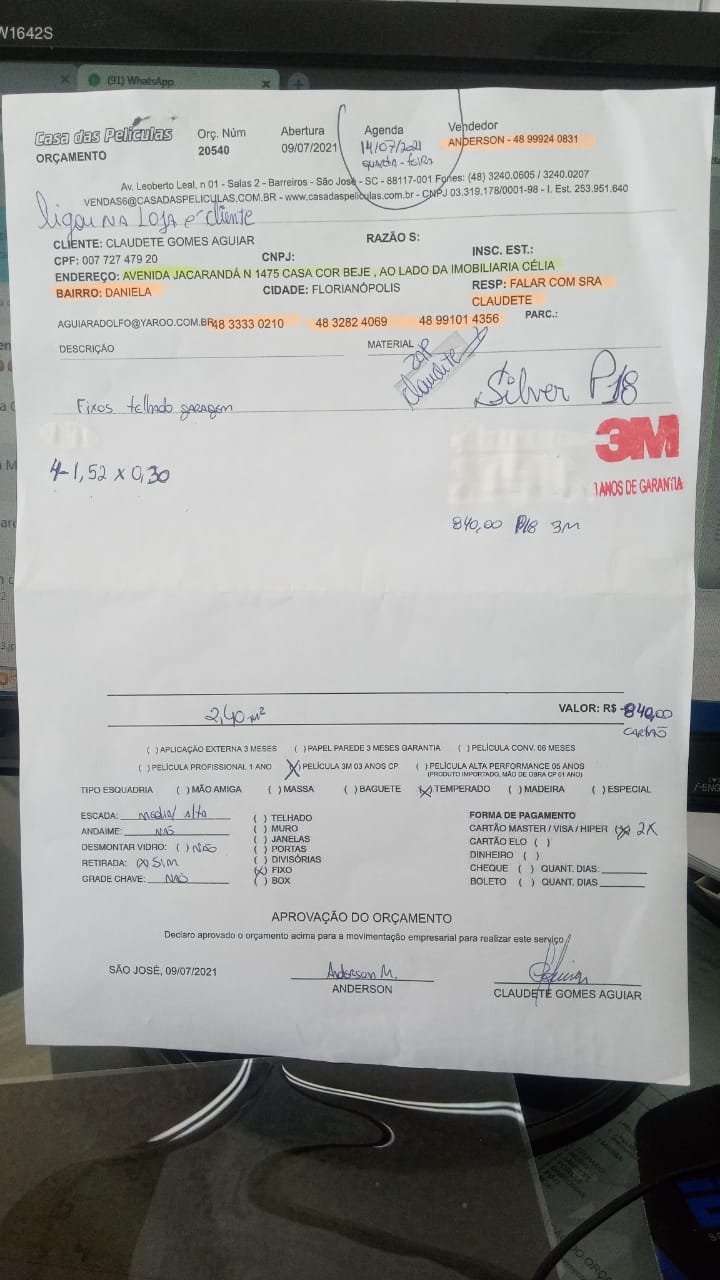 W1642S
(91) WhatsApp
Casa das Películas
ORÇAMENTO
Orç. Núm
20540
Abertura
09/07/2021
Agenda
14/07/2021
quarta-feira
Vendedor
ANDERSON - 48 99924 0831
Av. Leoberto Leal, n 01 - Salas 2 - Barreiros - São José - SC - 88117-001 Fones: (48) 3240.0605 / 3240.0207
VENDAS6@CASADASPELICULAS.COM.BR - www.casadaspeliculas.com.br - CNPJ 03.319.178/0001-98 - I. Est. 253.951.640
ligou NA LOJA é cliente
CLIENTE: CLAUDETE GOMES AGUIAR
RAZÃO S:
CPF: 007 727 479 20
CNPJ:
INSC. EST.:
ENDEREÇO: AVENIDA JACARANDÁ N 1475 CASA COR BEJE , AO LADO DA IMOBILIARIA CÉLIA
BAIRRO: DANIELA
CIDADE: FLORIANÓPOLIS
RESP: FALAR COM SRA
CLAUDETE
AGUIARADOLFO@YAROO.COM.BR 48 3333 0210 48 3282 4069 48 99101 4356 PARC.:
DESCRIÇÃO
MATERIAL
ZAP
Claudete
Silver P18
Fixos telhado garagem
3M
4-1,52 x 0,30
ANOS DE GARANTIA
840,00 P18 3M
2,40 m²
VALOR: R$ 840,00
CARTÃO
( ) APLICAÇÃO EXTERNA 3 MESES ( ) PAPEL PAREDE 3 MESES GARANTIA ( ) PELÍCULA CONV. 06 MESES
( ) PELÍCULA PROFISSIONAL 1 ANO (X) PELÍCULA 3M 03 ANOS CP ( ) PELÍCULA ALTA PERFORMANCE 05 ANOS
(PRODUTO IMPORTADO, MÃO DE OBRA CP 01 ANO)
TIPO ESQUADRIA ( ) MÃO AMIGA ( ) MASSA ( ) BAGUETE (X) TEMPERADO ( ) MADEIRA ( ) ESPECIAL
ESCADA: media/ alta
ANDAIME: NÃO
DESMONTAR VIDRO: ( ) NÃO
RETIRADA: (X) SIM
GRADE CHAVE: NÃO
( ) TELHADO
( ) MURO
( ) JANELAS
( ) PORTAS
( ) DIVISÓRIAS
(X) FIXO
( ) BOX
FORMA DE PAGAMENTO
CARTÃO MASTER / VISA / HIPER (X) 2X
CARTÃO ELO ( )
DINHEIRO ( )
CHEQUE ( ) QUANT. DIAS:
BOLETO ( ) QUANT. DIAS
APROVAÇÃO DO ORÇAMENTO
Declaro aprovado o orçamento acima para a movimentação empresarial para realizar este serviço
SÃO JOSÉ, 09/07/2021
Anderson M.
ANDERSON
CLAUDETE GOMES AGUIAR